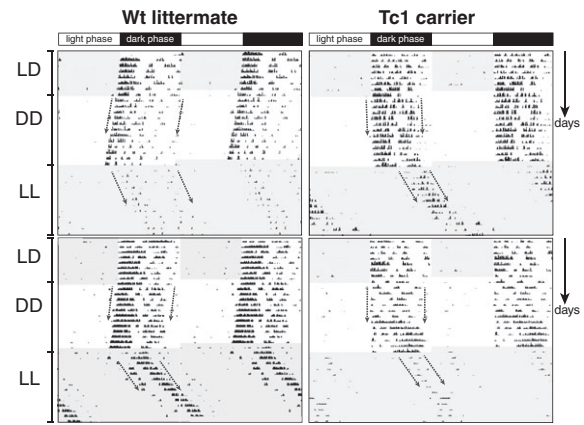 Wt littermate
Tc1 carrier
light phase
dark phase
light phase
dark phase
LD
DD
LL
days
LD
DD
LL
days